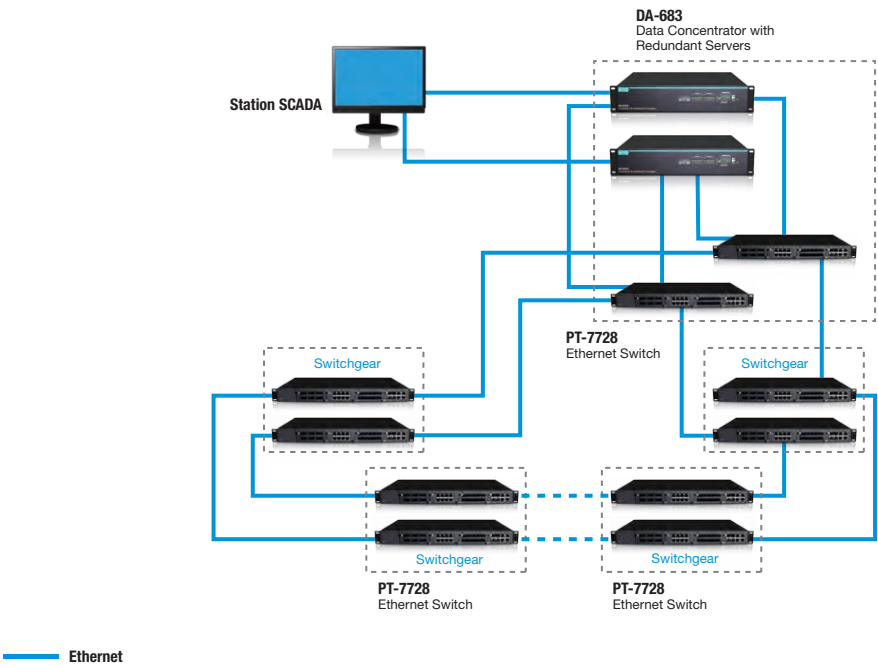 DA-683
Data Concentrator with
Redundant Servers
Station SCADA
PT-7728
Ethernet Switch
Switchgear
Switchgear
Switchgear
Switchgear
PT-7728
Ethernet Switch
PT-7728
Ethernet Switch
Ethernet